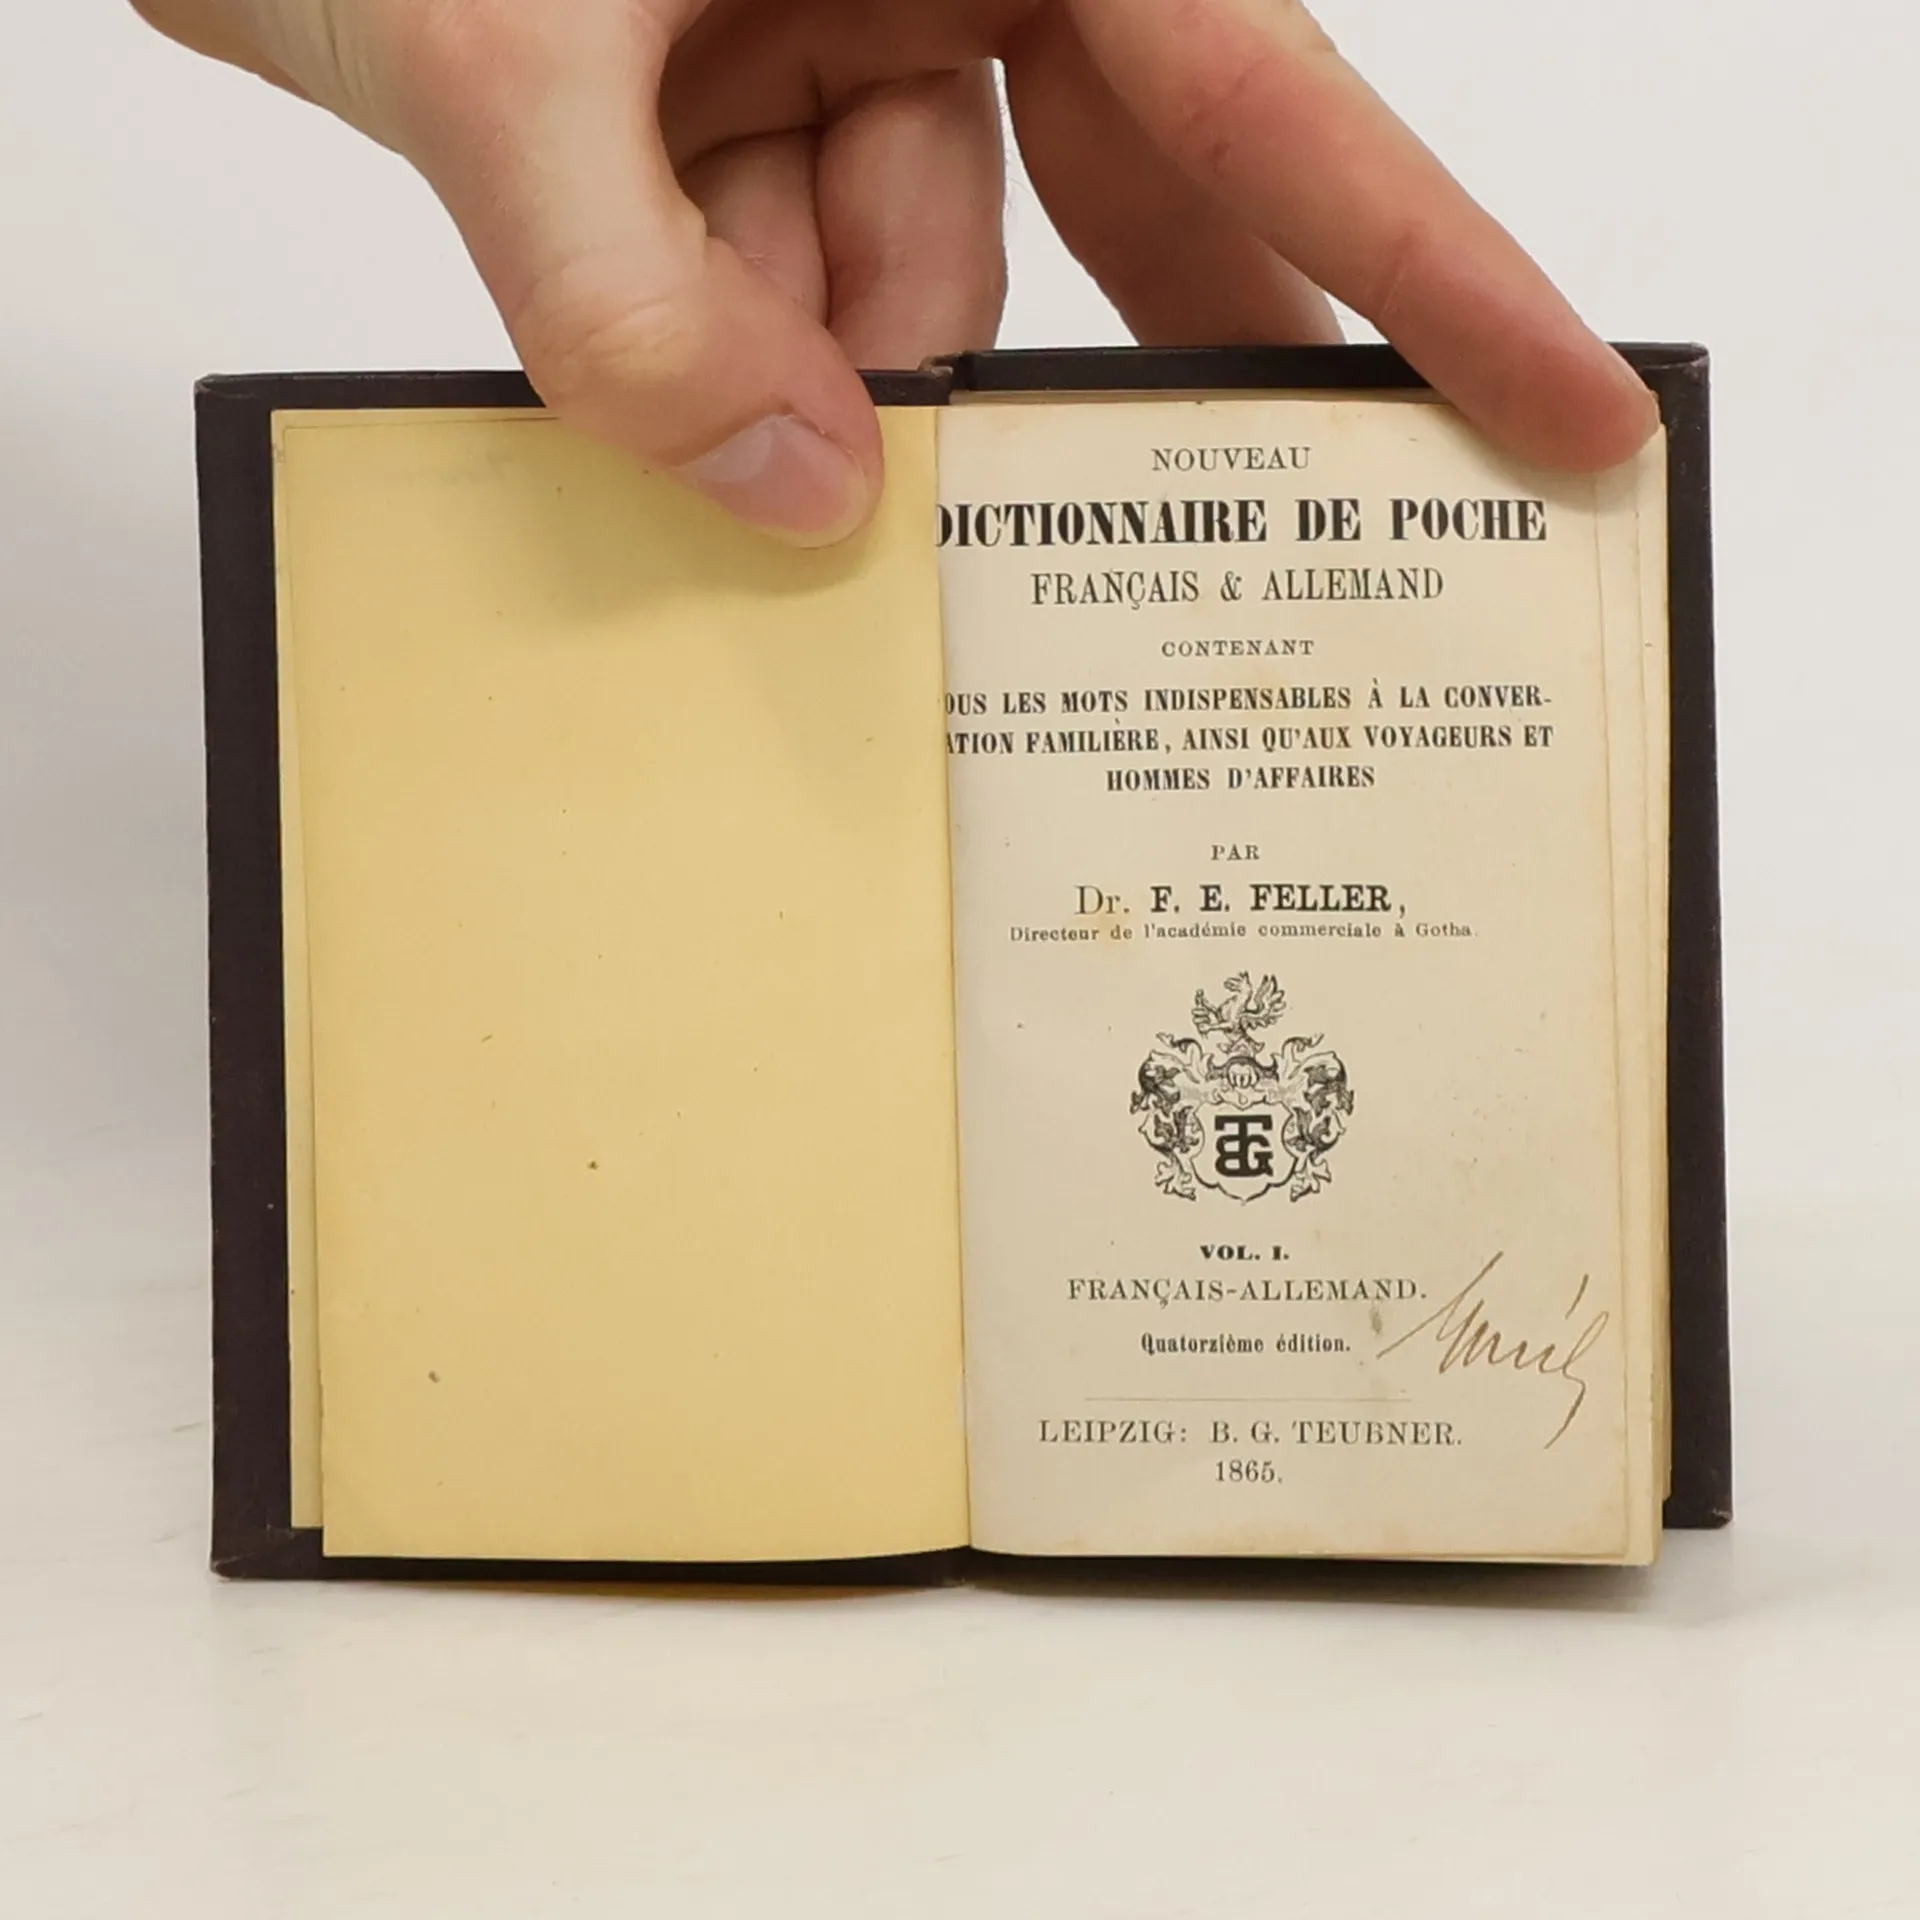 NOUVEAU
DICTIONNAIRE DE POCHE
FRANÇAIS & ALLEMAND
CONTENANT
OUS LES MOTS INDISPENSABLES À LA CONVER-
ATION FAMILIÈRE, AINSI QU'AUX VOYAGEURS ET
HOMMES D'AFFAIRES
PAR
Dr. F. E. FELLER,
Directeur de l'académie commerciale à Gotha.
BTG
VOL. I.
FRANÇAIS-ALLEMAND.
Quatorzième édition.
LEIPZIG: B. G. TEUBNER.
1865.